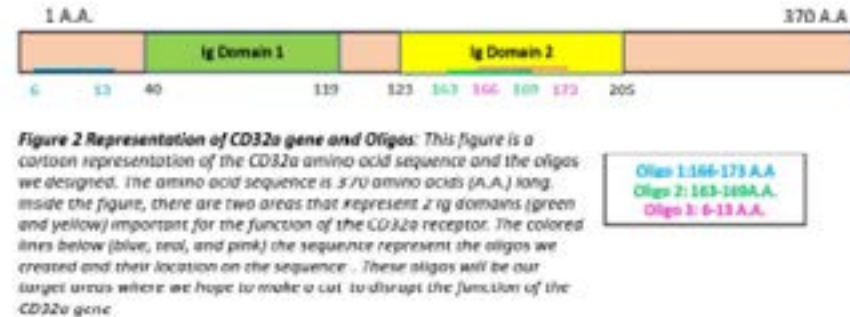 1 A.A. 370 A.A
Ig Domain 1 Ig Domain 2
6 13 40 119 123 163 166 169 173 205
Figure 2 Representation of CD32a gene and Oligos: This figure is a
cartoon representation of the CD32a amino acid sequence and the oligos
we designed. The amino acid sequence is 370 amino acids (A.A.) long.
Inside the figure, there are two areas that represent 2 Ig domains (green
and yellow) important for the function of the CD32a receptor. The colored
lines below (blue, teal, and pink) the sequence represent the oligos we
created and their location on the sequence . These oligos will be our
target areas where we hope to make a cut to disrupt the function of the
CD32a gene
Oligo 1:166-173 A.A
Oligo 2: 163-169A.A.
Oligo 3: 6-13 A.A.